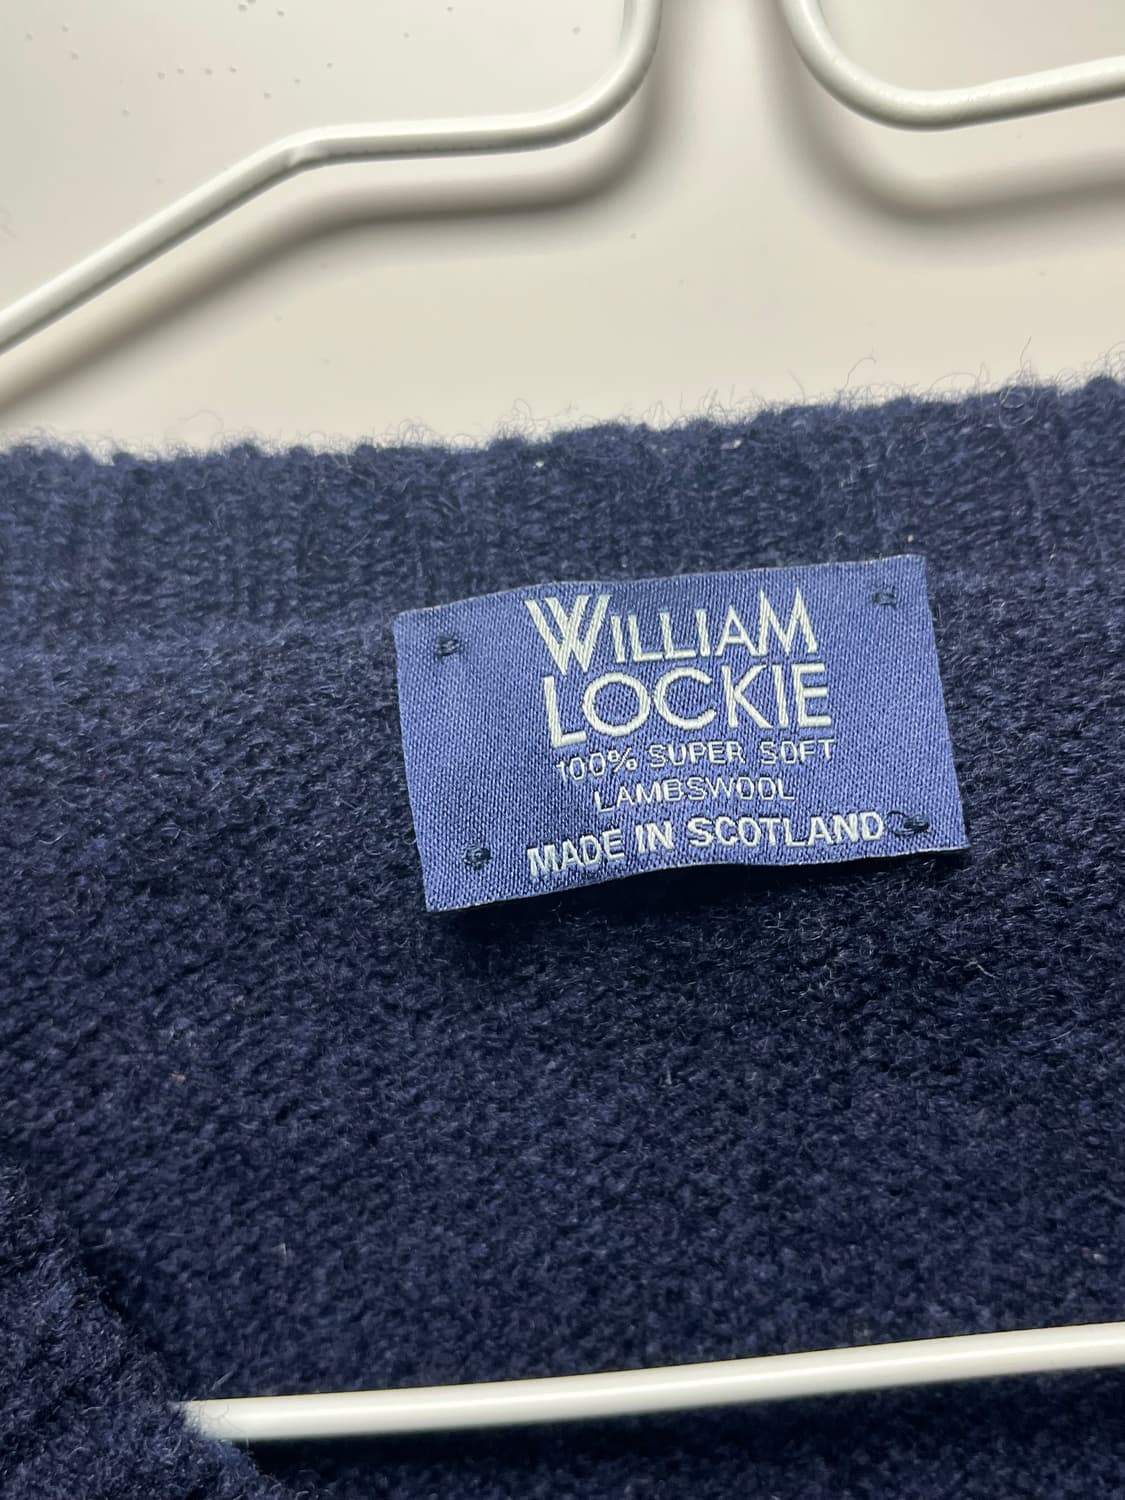 WILLIAM
LOCKIE
100% SUPER SOFT
LAMBSWOOL
MADE IN SCOTLAND